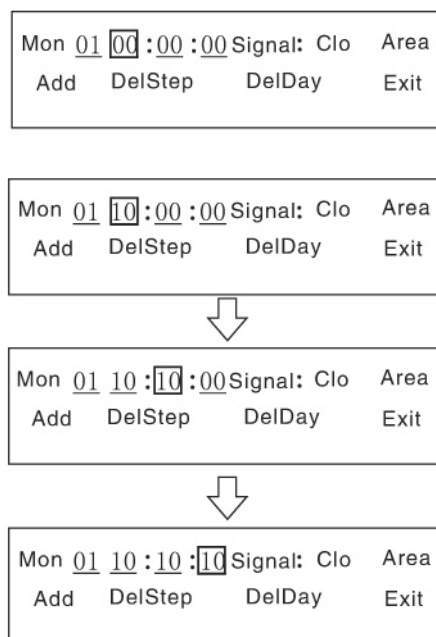 Mon 01 00:00:00 Signal: Clo Area
Add DelStep DelDay Exit
Mon 01 10:00:00 Signal: Clo Area
Add DelStep DelDay Exit
Mon 01 10:10:00 Signal: Clo Area
Add DelStep DelDay Exit
Mon 01 10:10:10 Signal: Clo Area
Add DelStep DelDay Exit